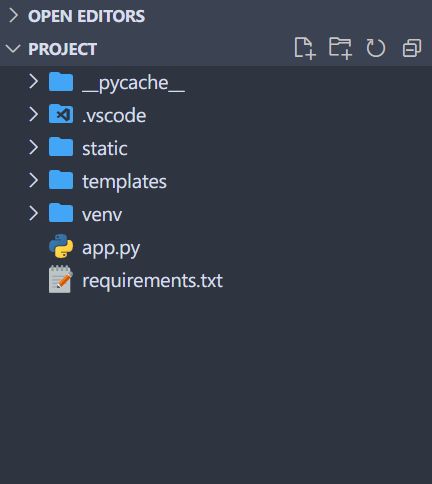 OPEN EDITORS
PROJECT
__pycache__
.vscode
static
templates
venv
app.py
requirements.txt